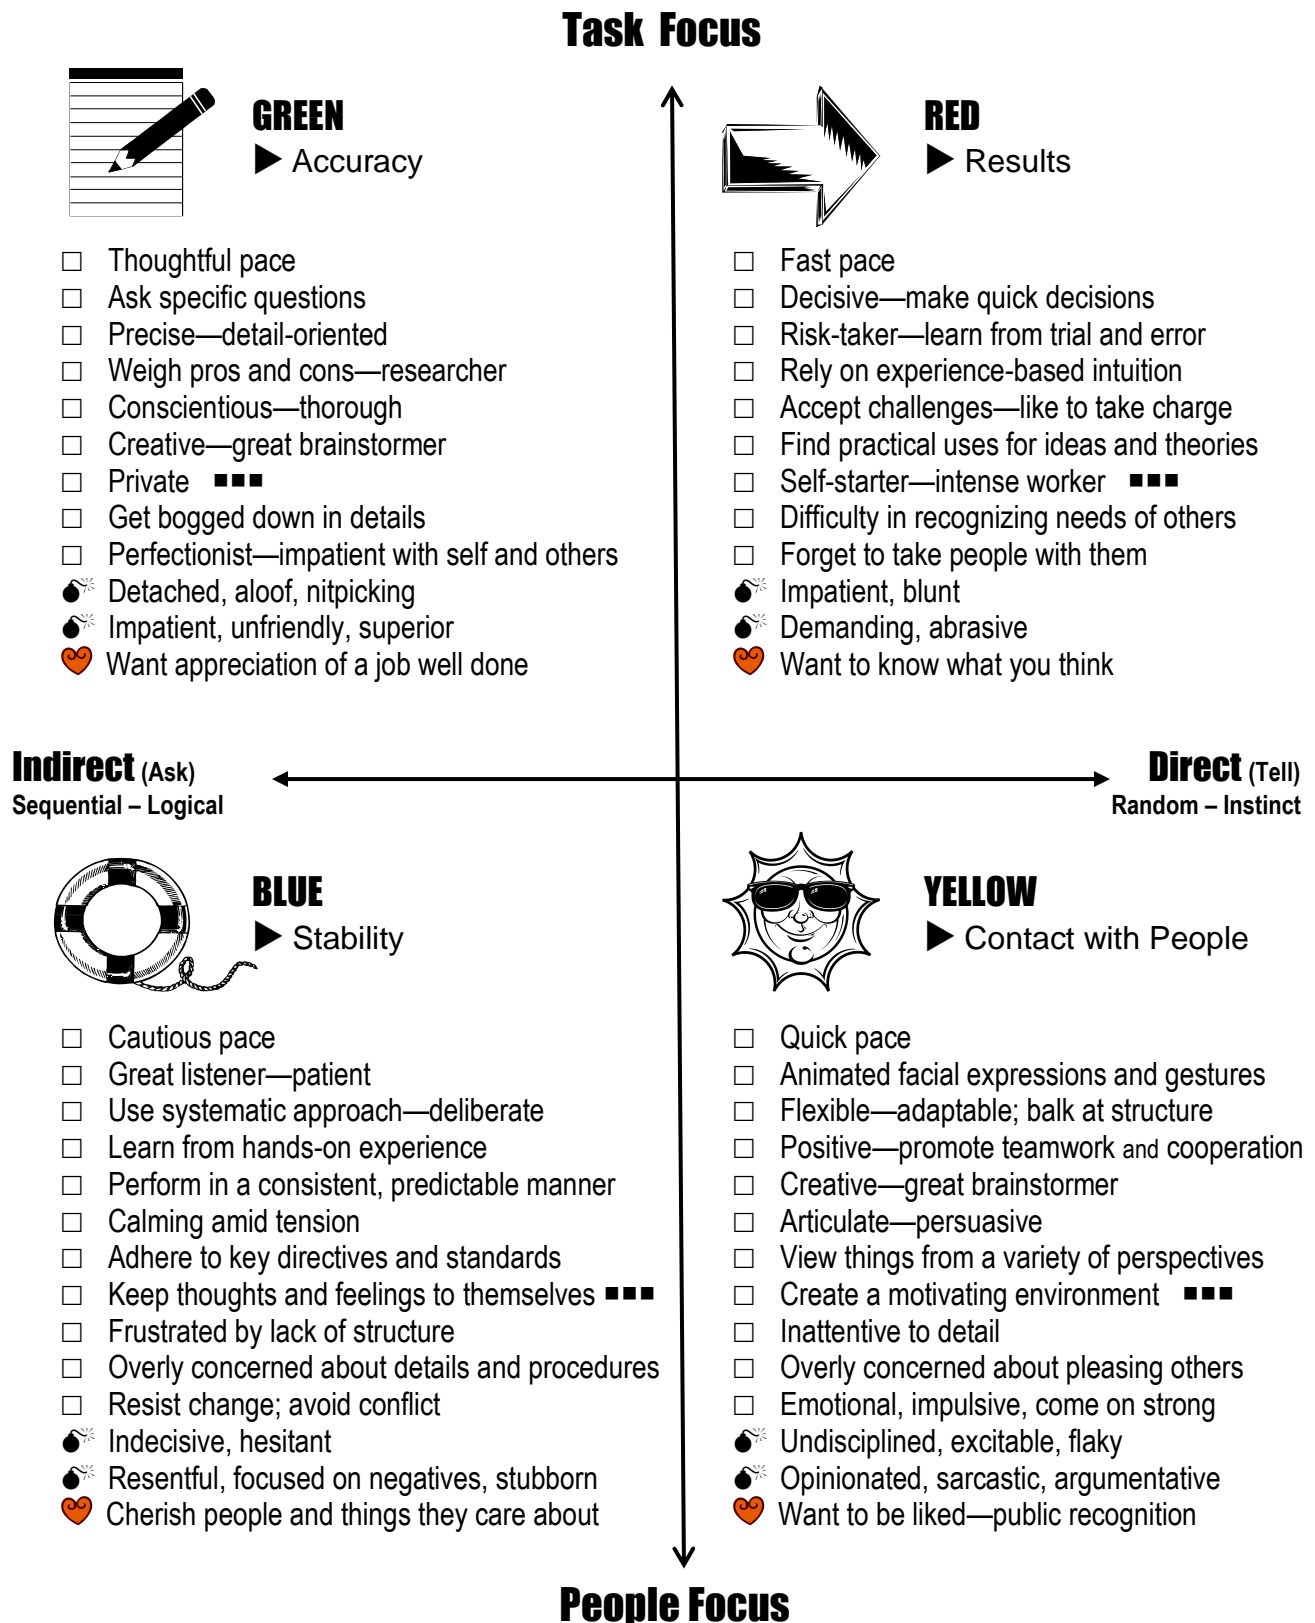 Task Focus
GREEN
▶ Accuracy
□ Thoughtful pace
□ Ask specific questions
□ Precise—detail-oriented
□ Weigh pros and cons—researcher
□ Conscientious—thorough
□ Creative—great brainstormer
□ Private ■■■
□ Get bogged down in details
□ Perfectionist—impatient with self and others
💣 Detached, aloof, nitpicking
💣 Impatient, unfriendly, superior
Want appreciation of a job well done
RED
▶ Results
□ Fast pace
□ Decisive—make quick decisions
□ Risk-taker—learn from trial and error
□ Rely on experience-based intuition
□ Accept challenges—like to take charge
□ Find practical uses for ideas and theories
□ Self-starter—intense worker ■■■
□ Difficulty in recognizing needs of others
□ Forget to take people with them
💣 Impatient, blunt
💣 Demanding, abrasive
Want to know what you think
Indirect (Ask)
Sequential – Logical
Direct (Tell)
Random – Instinct
BLUE
▶ Stability
□ Cautious pace
□ Great listener—patient
□ Use systematic approach—deliberate
□ Learn from hands-on experience
□ Perform in a consistent, predictable manner
□ Calming amid tension
□ Adhere to key directives and standards
□ Keep thoughts and feelings to themselves ■■■
□ Frustrated by lack of structure
□ Overly concerned about details and procedures
□ Resist change; avoid conflict
💣 Indecisive, hesitant
💣 Resentful, focused on negatives, stubborn
Cherish people and things they care about
YELLOW
▶ Contact with People
□ Quick pace
□ Animated facial expressions and gestures
□ Flexible—adaptable; balk at structure
□ Positive—promote teamwork and cooperation
□ Creative—great brainstormer
□ Articulate—persuasive
□ View things from a variety of perspectives
□ Create a motivating environment ■■■
□ Inattentive to detail
□ Overly concerned about pleasing others
□ Emotional, impulsive, come on strong
💣 Undisciplined, excitable, flaky
💣 Opinionated, sarcastic, argumentative
Want to be liked—public recognition
People Focus